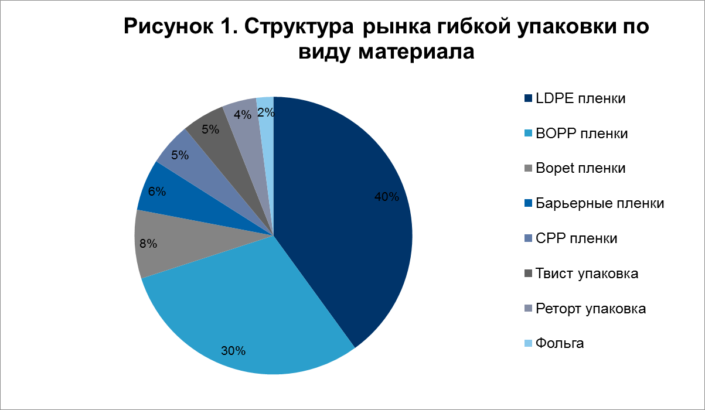 Рисунок 1. Структура рынка гибкой упаковки по
виду материала
2%
4%
5%
5%
6%
8%
30%
40%
LDPE пленки
BOPP пленки
Bopet пленки
Барьерные пленки
CPP пленки
Твист упаковка
Реторт упаковка
Фольга